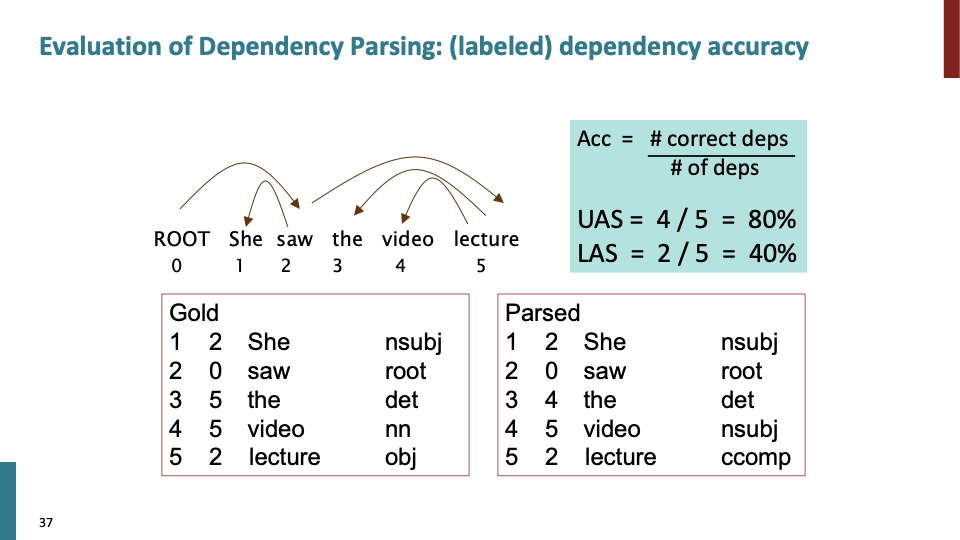 Evaluation of Dependency Parsing: (labeled) dependency accuracy
Acc = # correct deps
# of deps
UAS = 4 / 5 = 80%
LAS = 2 / 5 = 40%
ROOT She saw the video lecture
0 1 2 3 4 5
Gold
1 2 She nsubj
2 0 saw root
3 5 the det
4 5 video nn
5 2 lecture obj
Parsed
1 2 She nsubj
2 0 saw root
3 4 the det
4 5 video nsubj
5 2 lecture ccomp
37